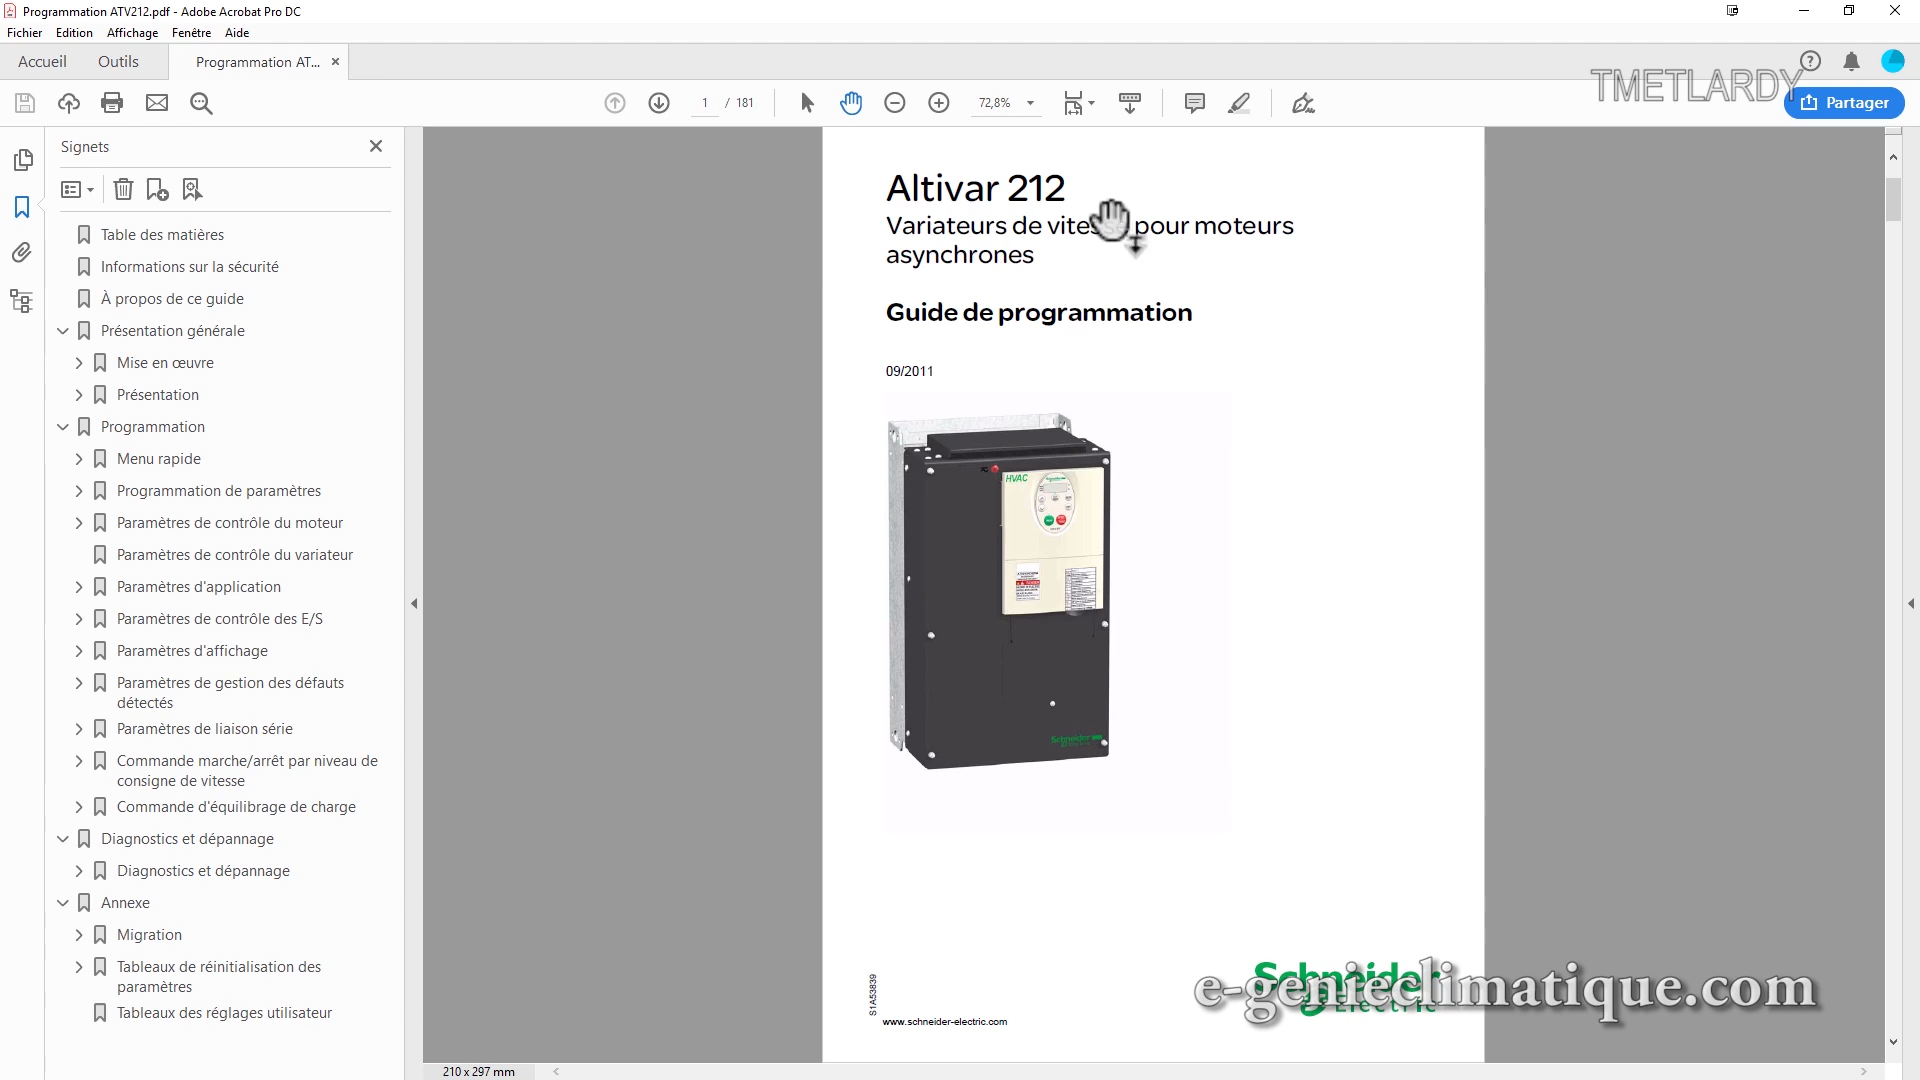 Programmation ATV212.pdf - Adobe Acrobat Pro DC
Fichier Edition Affichage Fenêtre Aide
Accueil Outils Programmation AT...
TMETLARDY
1 / 181 72,8% Partager
Signets
Table des matières
Informations sur la sécurité
À propos de ce guide
Présentation générale
Mise en œuvre
Présentation
Programmation
Menu rapide
Programmation de paramètres
Paramètres de contrôle du moteur
Paramètres de contrôle du variateur
Paramètres d'application
Paramètres de contrôle des E/S
Paramètres d'affichage
Paramètres de gestion des défauts
détectés
Paramètres de liaison série
Commande marche/arrêt par niveau de
consigne de vitesse
Commande d'équilibrage de charge
Diagnostics et dépannage
Diagnostics et dépannage
Annexe
Migration
Tableaux de réinitialisation des
paramètres
Tableaux des réglages utilisateur
Altivar 212
Variateurs de vitesse pour moteurs
asynchrones
Guide de programmation
09/2011
HVAC
Schneider
S1A53839
www.schneider-electric.com
Schneider
Electric
e-genieclimatique.com
210 x 297 mm